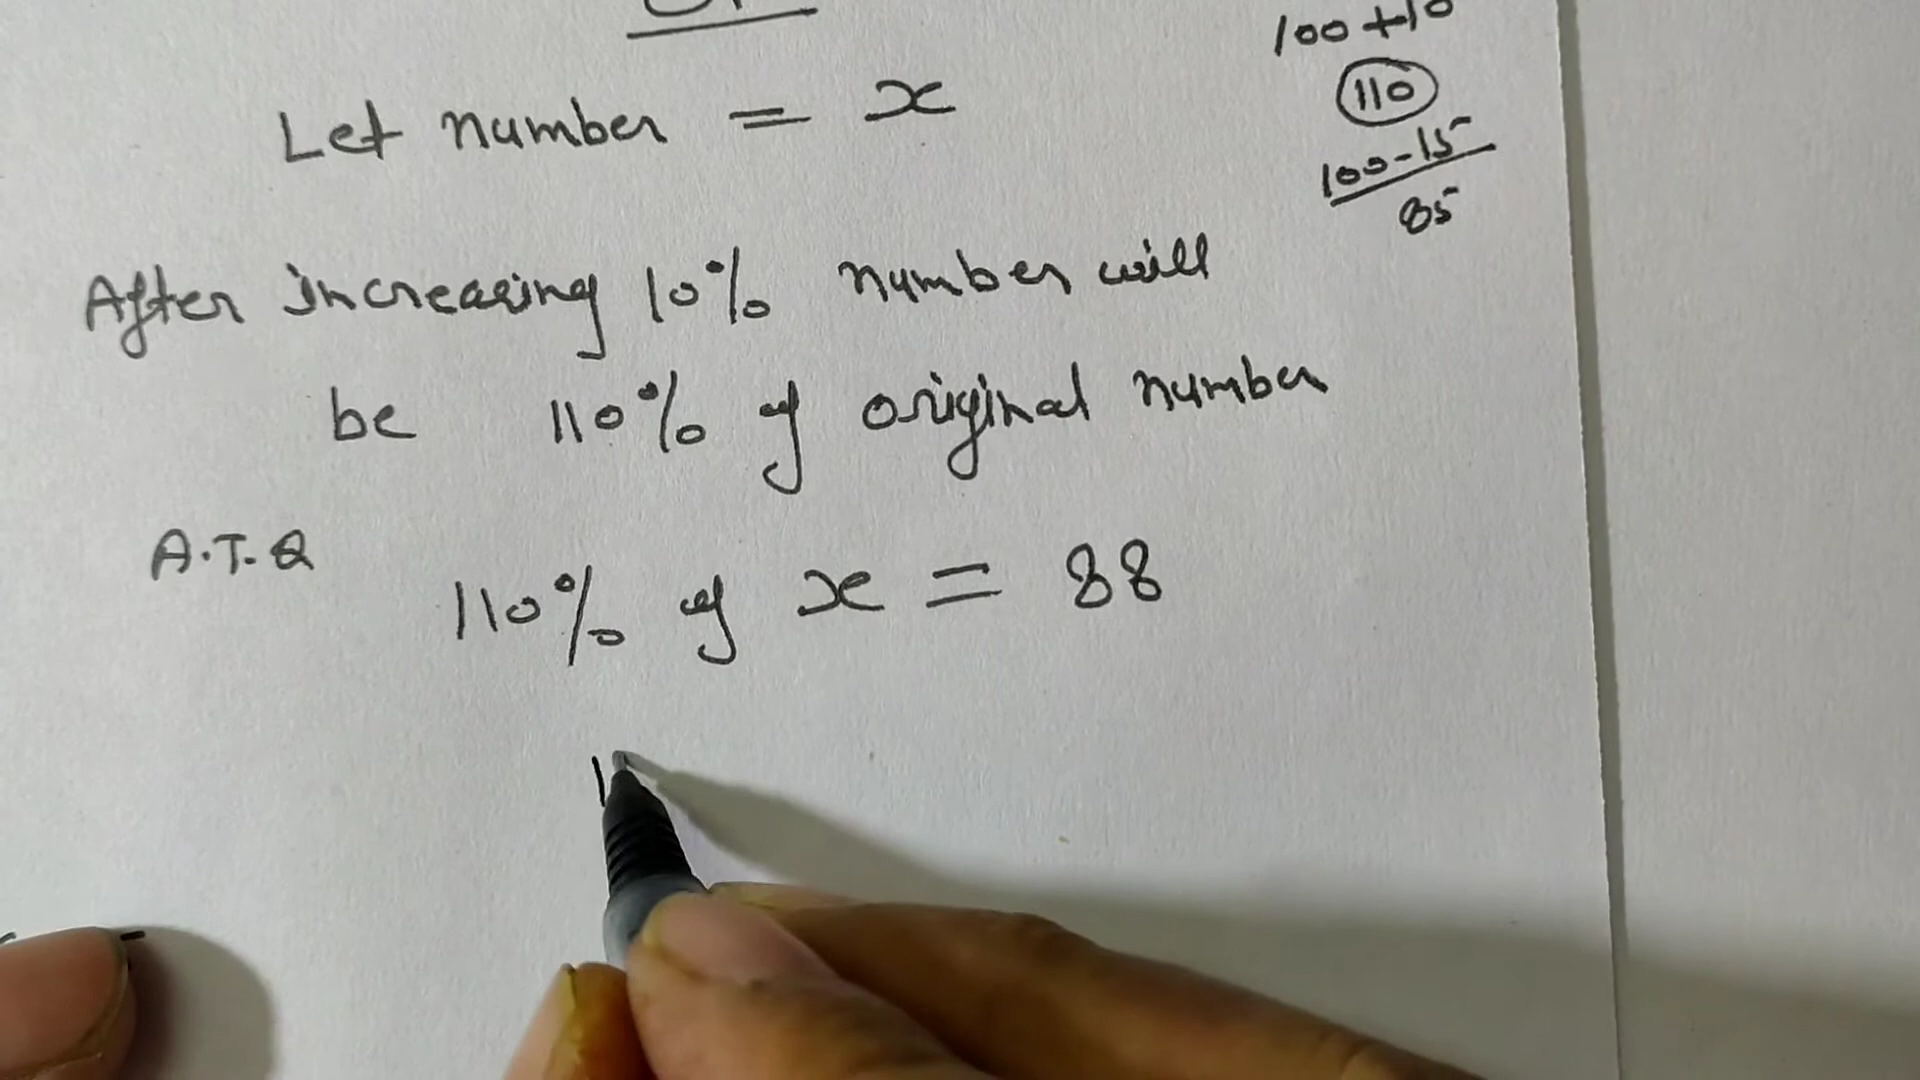 100 + 10
Let number = x
110
100 - 15
85
After increasing 10% number will
be 110% of original number
A.T.Q
110% of x = 88
1